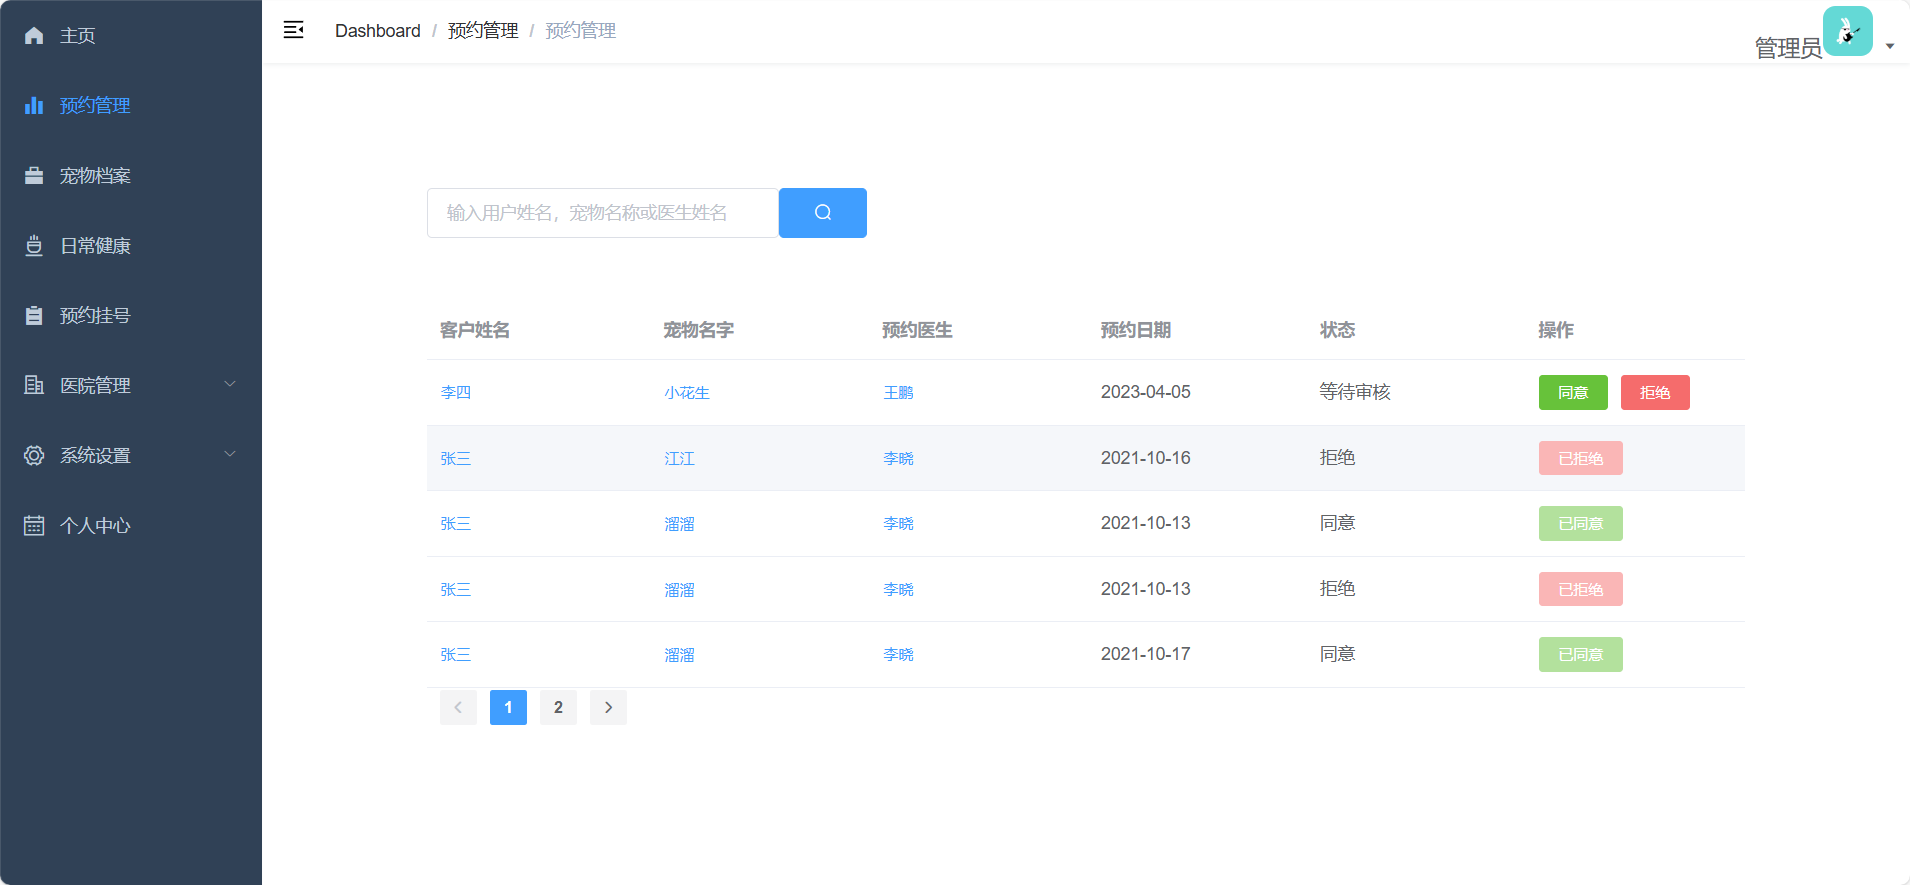 主页
预约管理
宠物档案
日常健康
预约挂号
医院管理
系统设置
个人中心
Dashboard / 预约管理 / 预约管理
管理员
输入用户姓名，宠物名称或医生姓名
客户姓名 宠物名字 预约医生 预约日期 状态 操作
李四 小花生 王鹏 2023-04-05 等待审核 同意 拒绝
张三 江江 李晓 2021-10-16 拒绝 已拒绝
张三 溜溜 李晓 2021-10-13 同意 已同意
张三 溜溜 李晓 2021-10-13 拒绝 已拒绝
张三 溜溜 李晓 2021-10-17 同意 已同意
1 2